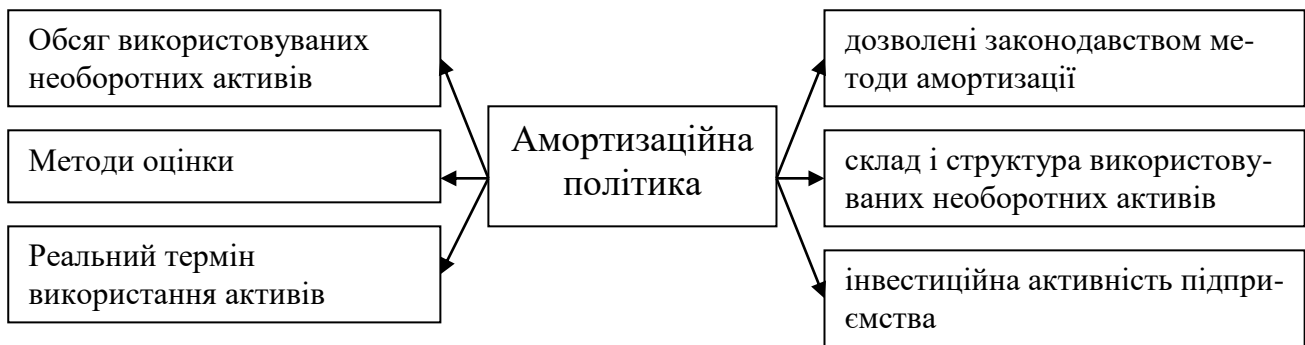 Обсяг використовуваних
необоротних активів
Методи оцінки
Реальний термін
використання активів
Амортизаційна
політика
дозволені законодавством ме-
тоди амортизації
склад і структура використову-
ваних необоротних активів
інвестиційна активність підпри-
ємства